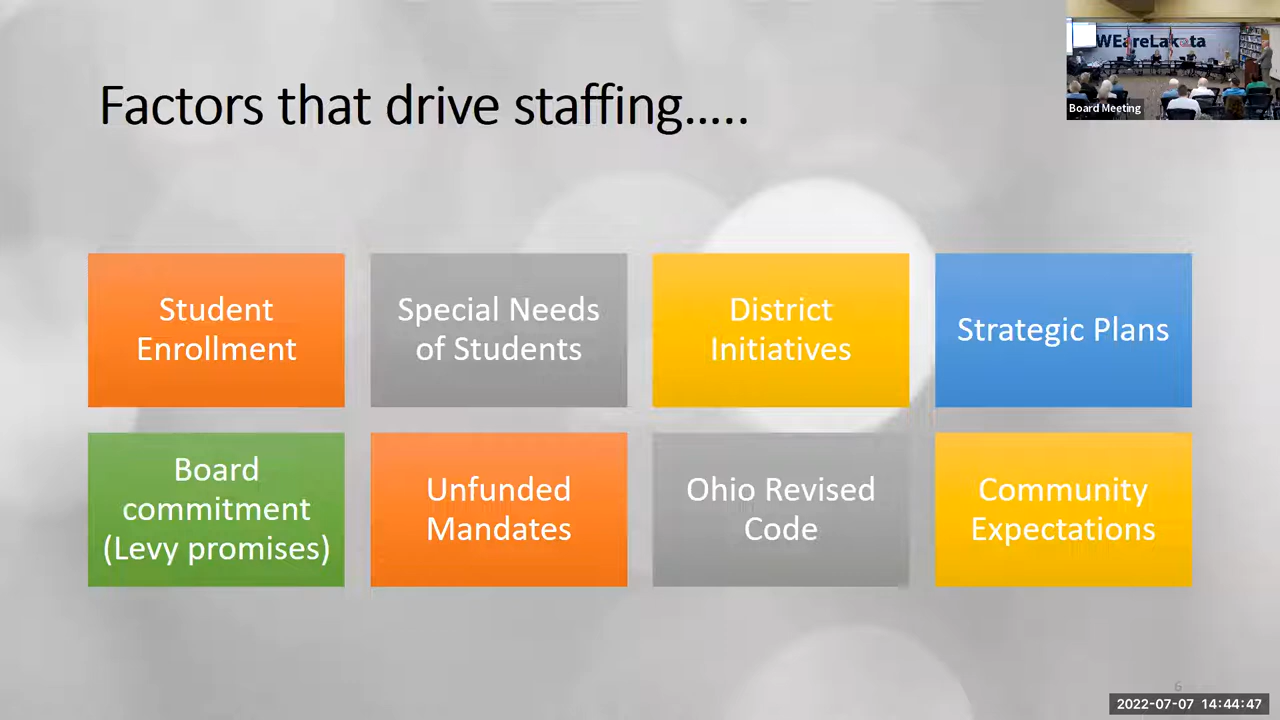 WEareLakota
Board Meeting
Factors that drive staffing.....
Student
Enrollment
Special Needs
of Students
District
Initiatives
Strategic Plans
Board
commitment
(Levy promises)
Unfunded
Mandates
Ohio Revised
Code
Community
Expectations
6
2022-07-07 14:44:47